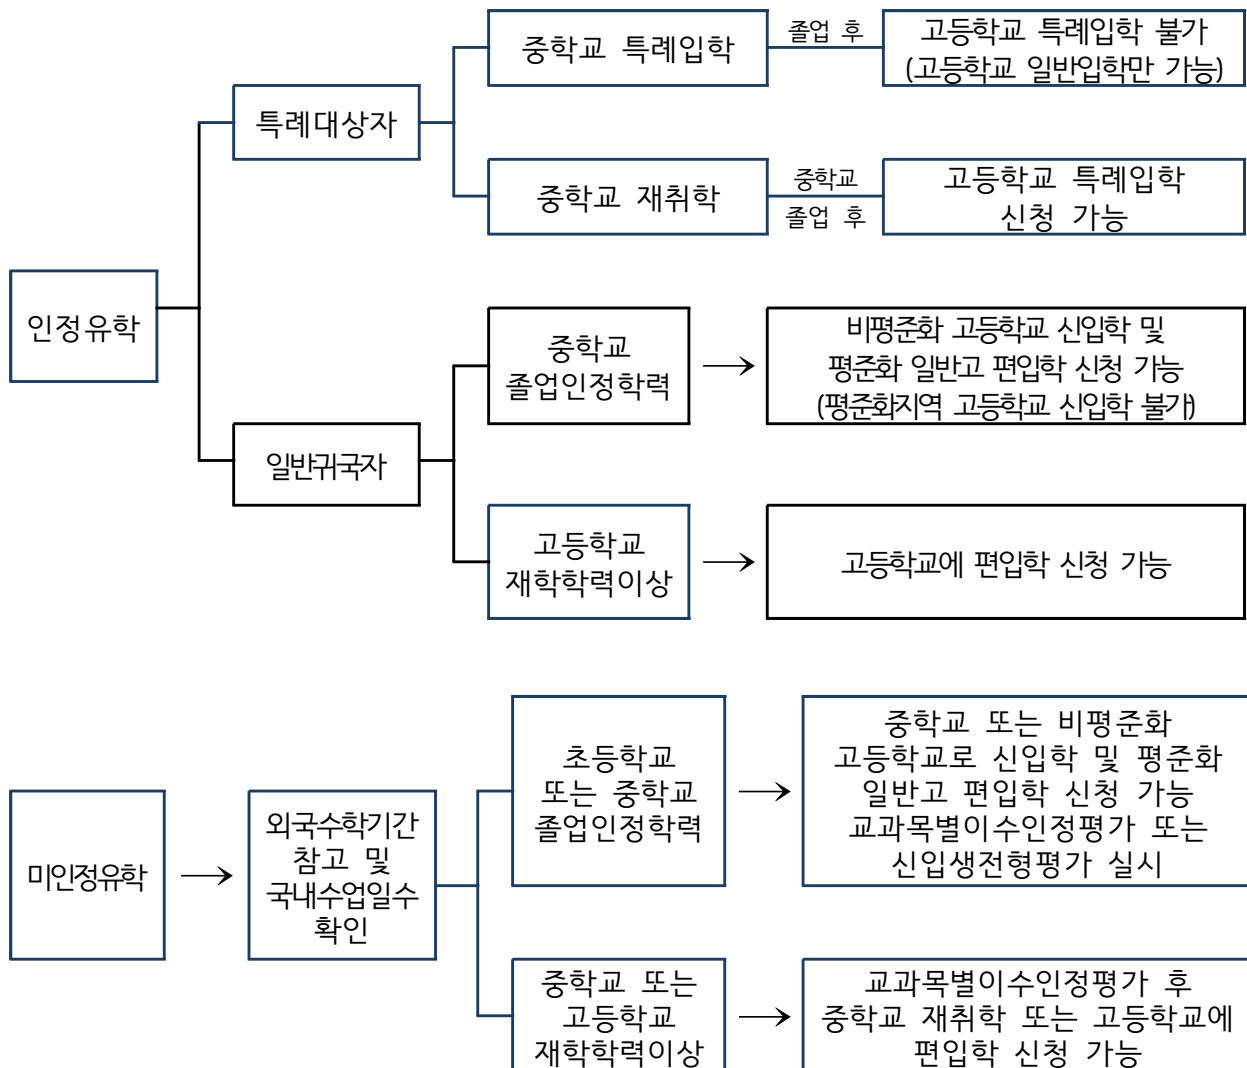 중학교 특례입학
졸업 후
고등학교 특례입학 불가
(고등학교 일반입학만 가능)
특례대상자
중학교 재취학
중학교
졸업 후
고등학교 특례입학
신청 가능
인정유학
중학교
졸업인정학력
비평준화 고등학교 신입학 및
평준화 일반고 편입학 신청 가능
(평준화지역 고등학교 신입학 불가)
일반귀국자
고등학교
재학학력이상
고등학교에 편입학 신청 가능
미인정유학
외국수학기간
참고 및
국내수업일수
확인
초등학교
또는 중학교
졸업인정학력
중학교 또는 비평준화
고등학교로 신입학 및 평준화
일반고 편입학 신청 가능
교과목별이수인정평가 또는
신입생전형평가 실시
중학교 또는
고등학교
재학학력이상
교과목별이수인정평가 후
중학교 재취학 또는 고등학교에
편입학 신청 가능